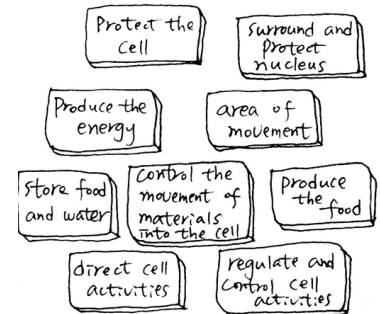 Protect the
cell
Surround and
Protect
nucleus
Produce the
energy
area of
movement
Store food
and water
Control the
movement of
materials
into the cell
Produce
the
food
direct cell
activities
regulate and
control cell
activities